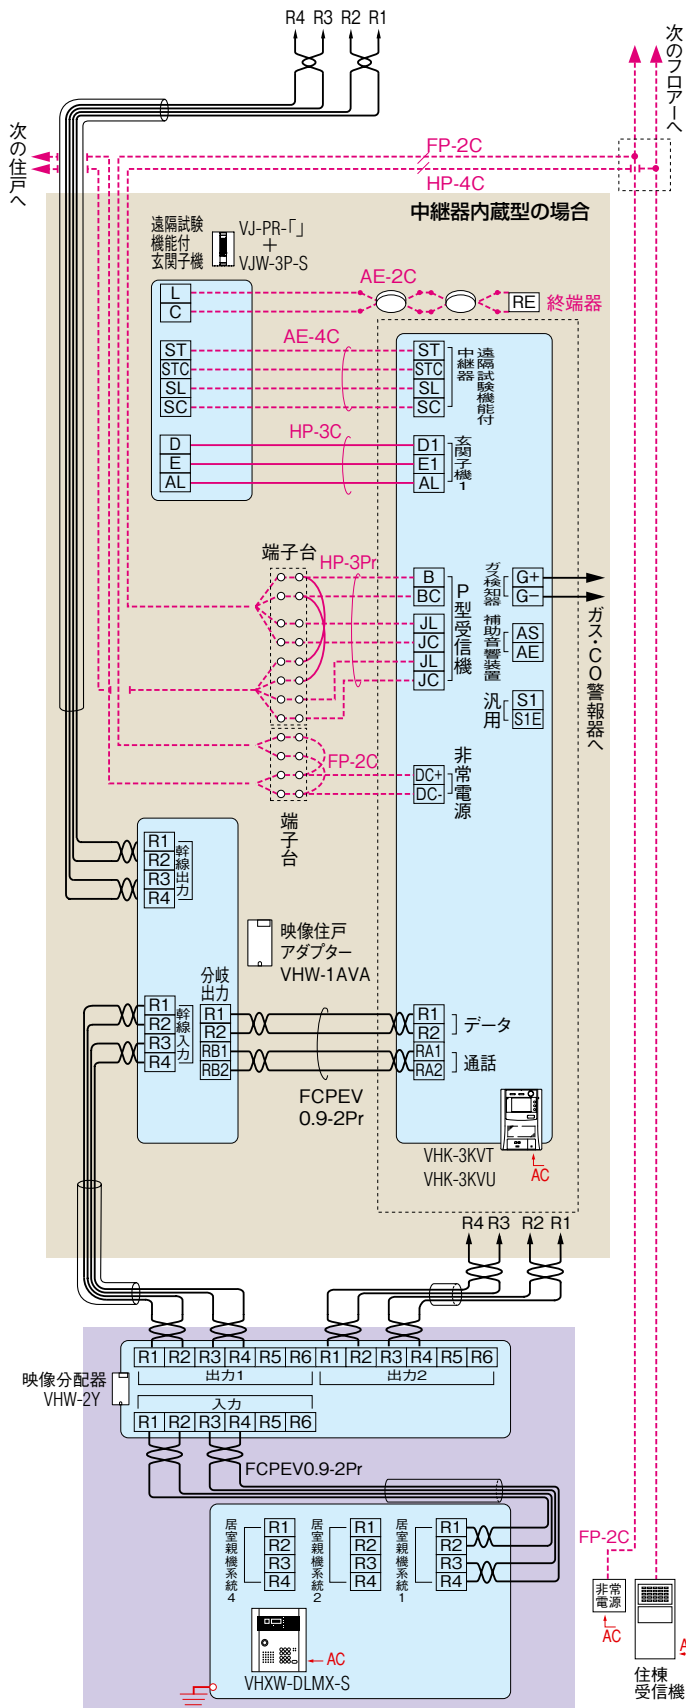 R4 R3 R2 R1
次のフロアーへ
次の住戸へ
FP-2C
HP-4C
中継器内蔵型の場合
遠隔試験
機能付
玄関子機
VJ-PR-「」
+
VJW-3P-S
L
C
AE-2C
RE
終端器
ST
STC
SL
SC
AE-4C
ST
STC
SL
SC
遠隔試験機能付
中継器
D
E
AL
HP-3C
D1
E1
AL
玄関子機1
端子台
HP-3Pr
B
BC
JL
JC
JL
JC
P型受信機
ガス検知器
G+
G−
補助音響装置
AS
AE
汎用
S1
S1E
ガス・CO警報器へ
FP-2C
DC+
DC-
非常電源
端子台
R1
R2
R3
R4
幹線出力
映像住戸
アダプター
VHW-1AVA
R1
R2
R3
R4
幹線入力
分岐
出力
R1
R2
RB1
RB2
FCPEV
0.9-2Pr
R1
R2
RA1
RA2
データ
通話
VHK-3KVT
VHK-3KVU
AC
R4 R3 R2 R1
映像分配器
VHW-2Y
R1 R2 R3 R4 R5 R6 R1 R2 R3 R4 R5 R6
出力1 出力2
入力
R1 R2 R3 R4 R5 R6
FCPEV0.9-2Pr
居室親機系統4
R1
R2
R3
R4
居室親機系統2
R1
R2
R3
R4
居室親機系統1
R1
R2
R3
R4
AC
VHXW-DLMX-S
FP-2C
非常
電源
AC
住棟
受信機